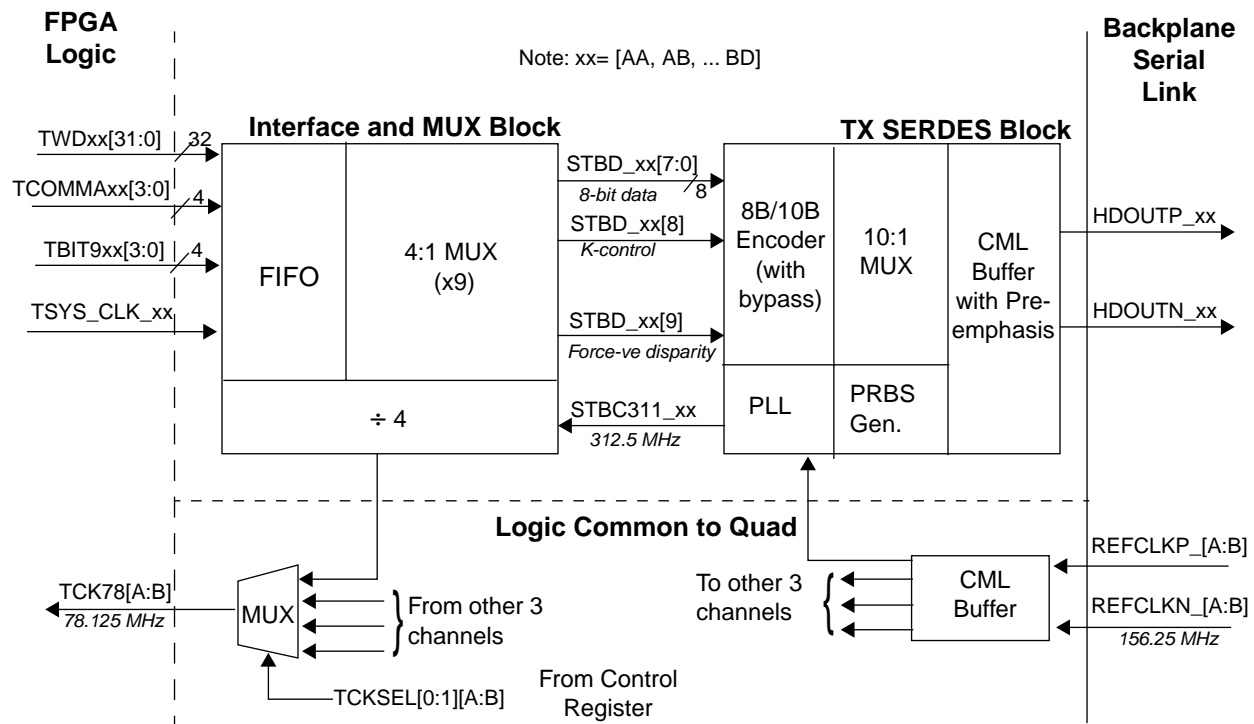 FPGA
Logic
Note: xx= [AA, AB, ... BD]
Backplane
Serial
Link
Interface and MUX Block
TX SERDES Block
TWDxx[31:0]
32
TCOMMAxx[3:0]
4
TBIT9xx[3:0]
4
TSYS_CLK_xx
FIFO
4:1 MUX
(x9)
÷ 4
STBD_xx[7:0]
8-bit data
8
STBD_xx[8]
K-control
STBD_xx[9]
Force-ve disparity
STBC311_xx
312.5 MHz
8B/10B
Encoder
(with
bypass)
10:1
MUX
CML
Buffer
with Pre-
emphasis
PLL
PRBS
Gen.
HDOUTP_xx
HDOUTN_xx
Logic Common to Quad
TCK78[A:B]
78.125 MHz
MUX
From other 3
channels
TCKSEL[0:1][A:B]
From Control
Register
To other 3
channels
CML
Buffer
REFCLKP_[A:B]
REFCLKN_[A:B]
156.25 MHz